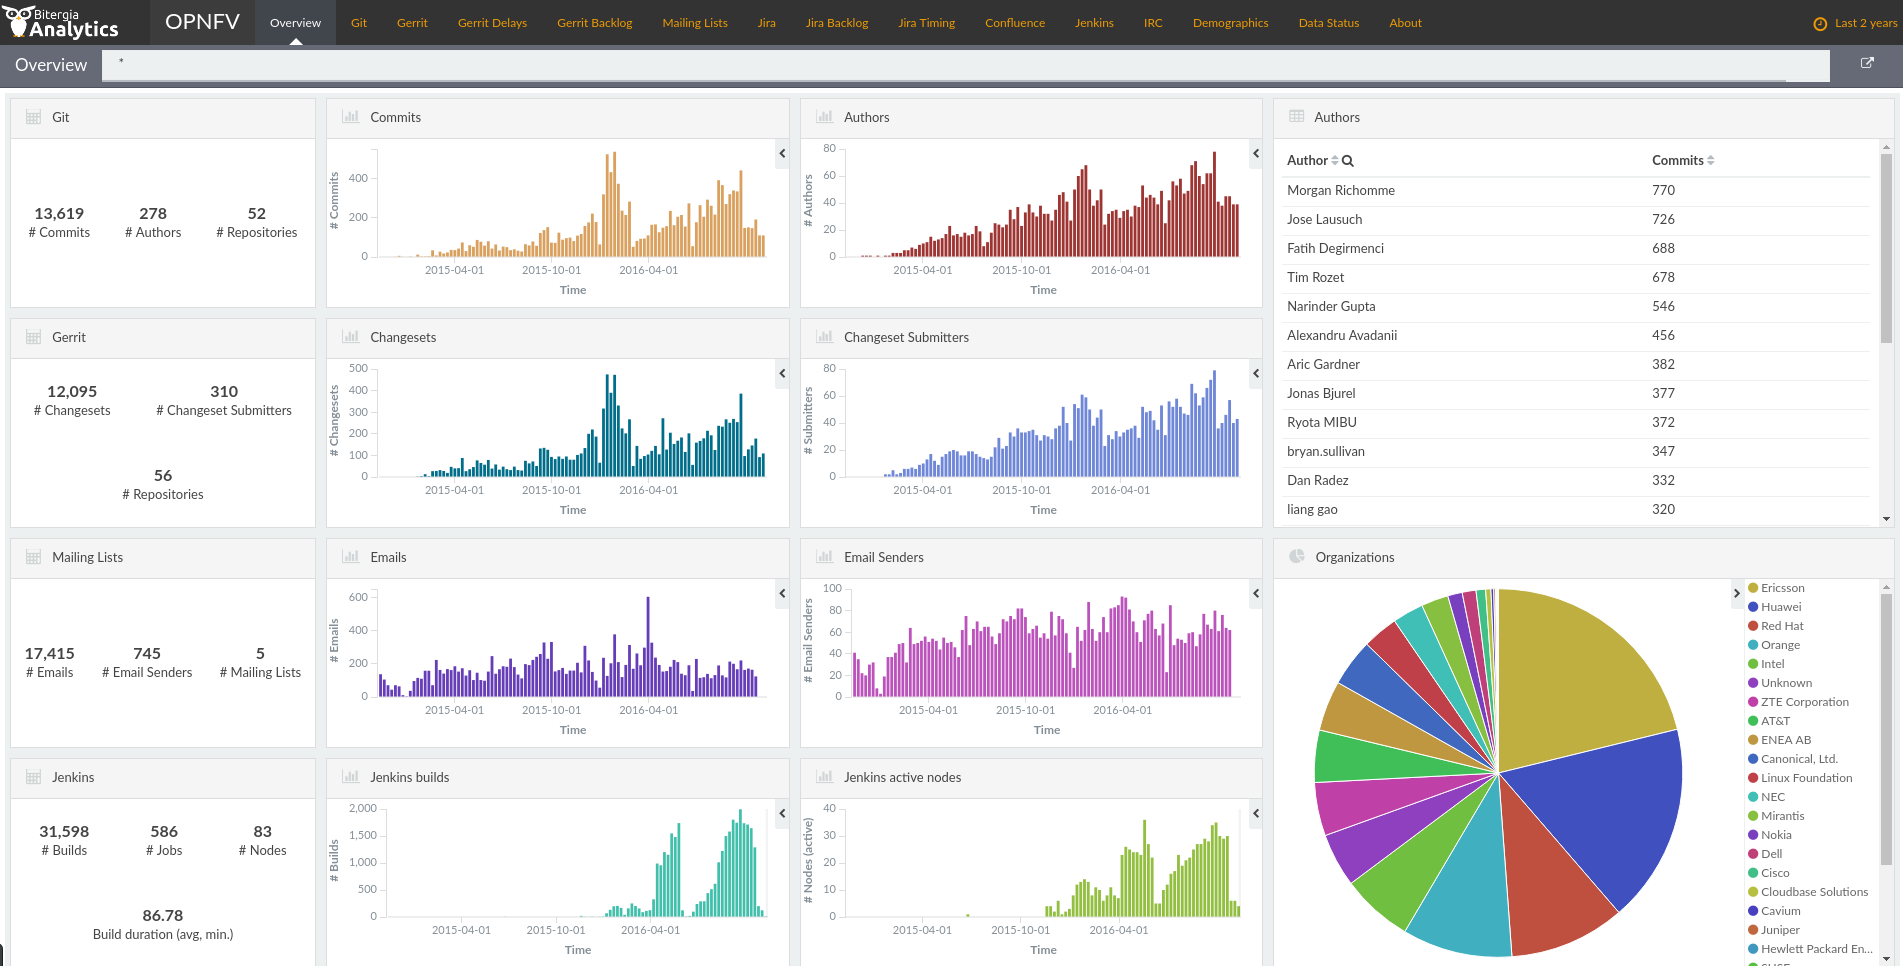 Bitergia
Analytics
OPNFV
Overview
Git
Gerrit
Gerrit Delays
Gerrit Backlog
Mailing Lists
Jira
Jira Backlog
Jira Timing
Confluence
Jenkins
IRC
Demographics
Data Status
About
Last 2 years
Overview
*
Git
13,619
# Commits
278
# Authors
52
# Repositories
Commits
# Commits
400
200
0
2015-04-01
2015-10-01
2016-04-01
Time
Authors
# Authors
80
60
40
20
0
2015-04-01
2015-10-01
2016-04-01
Time
Authors
Author Commits
Morgan Richomme 770
Jose Lausuch 726
Fatih Degirmenci 688
Tim Rozet 678
Narinder Gupta 546
Alexandru Avadanii 456
Aric Gardner 382
Jonas Bjurel 377
Ryota MIBU 372
bryan.sullivan 347
Dan Radez 332
liang gao 320
Gerrit
12,095
# Changesets
310
# Changeset Submitters
56
# Repositories
Changesets
# Changesets
500
400
300
200
100
0
2015-04-01
2015-10-01
2016-04-01
Time
Changeset Submitters
# Submitters
80
60
40
20
0
2015-04-01
2015-10-01
2016-04-01
Time
Mailing Lists
17,415
# Emails
745
# Email Senders
5
# Mailing Lists
Emails
# Emails
600
400
200
0
2015-04-01
2015-10-01
2016-04-01
Time
Email Senders
# Email Senders
100
80
60
40
20
0
2015-04-01
2015-10-01
2016-04-01
Time
Organizations
Ericsson
Huawei
Red Hat
Orange
Intel
Unknown
ZTE Corporation
AT&T
ENEA AB
Canonical, Ltd.
Linux Foundation
NEC
Mirantis
Nokia
Dell
Cisco
Cloudbase Solutions
Cavium
Juniper
Hewlett Packard En...
Jenkins
31,598
# Builds
586
# Jobs
83
# Nodes
86.78
Build duration (avg, min.)
Jenkins builds
# Builds
2,000
1,500
1,000
500
0
2015-04-01
2015-10-01
2016-04-01
Time
Jenkins active nodes
# Nodes (active)
40
30
20
10
0
2015-04-01
2015-10-01
2016-04-01
Time